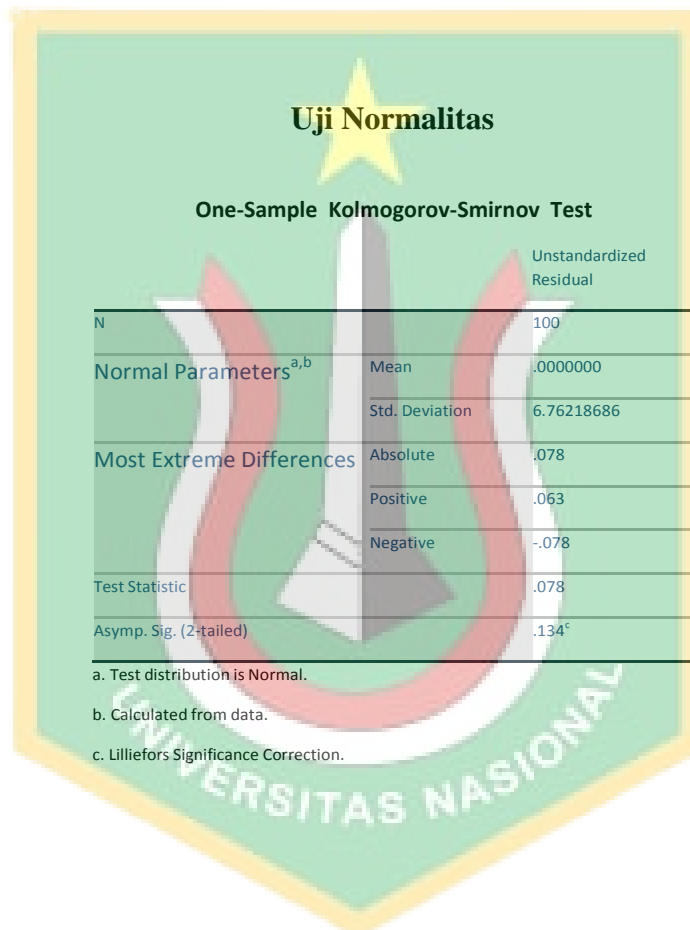 Uji Normalitas
One-Sample Kolmogorov-Smirnov Test
Unstandardized
Residual
N 100
Normal Parametersa,b Mean .0000000
Std. Deviation 6.76218686
Most Extreme Differences Absolute .078
Positive .063
Negative -.078
Test Statistic .078
Asymp. Sig. (2-tailed) .134c
a. Test distribution is Normal.
b. Calculated from data.
c. Lilliefors Significance Correction.
UNIVERSITAS NASIONAL